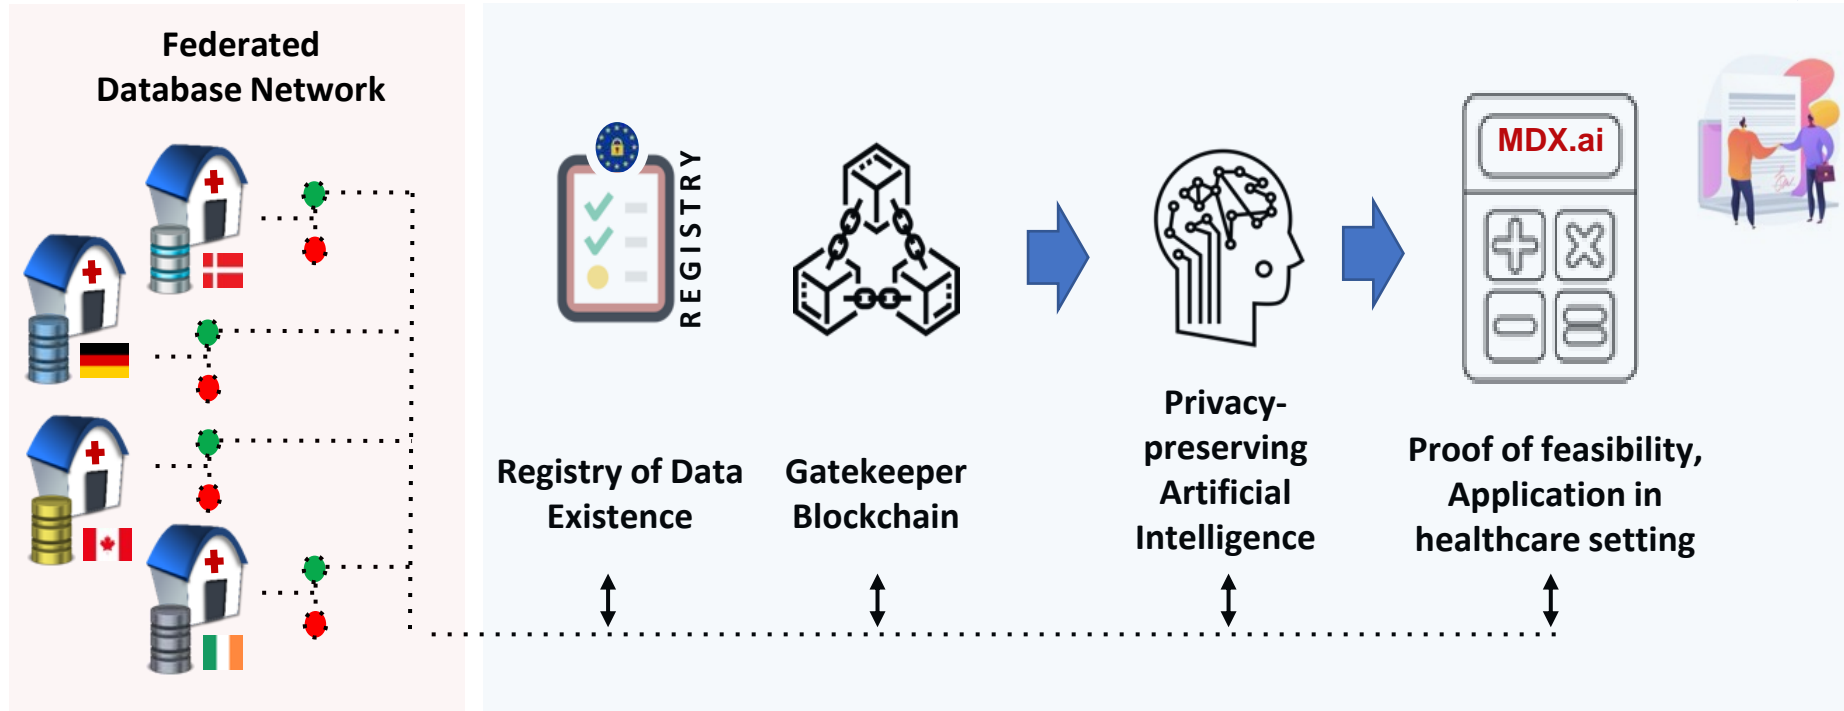 Federated
Database Network
REGISTRY
MDX.ai
Registry of Data
Existence
Gatekeeper
Blockchain
Privacy-
preserving
Artificial
Intelligence
Proof of feasibility,
Application in
healthcare setting